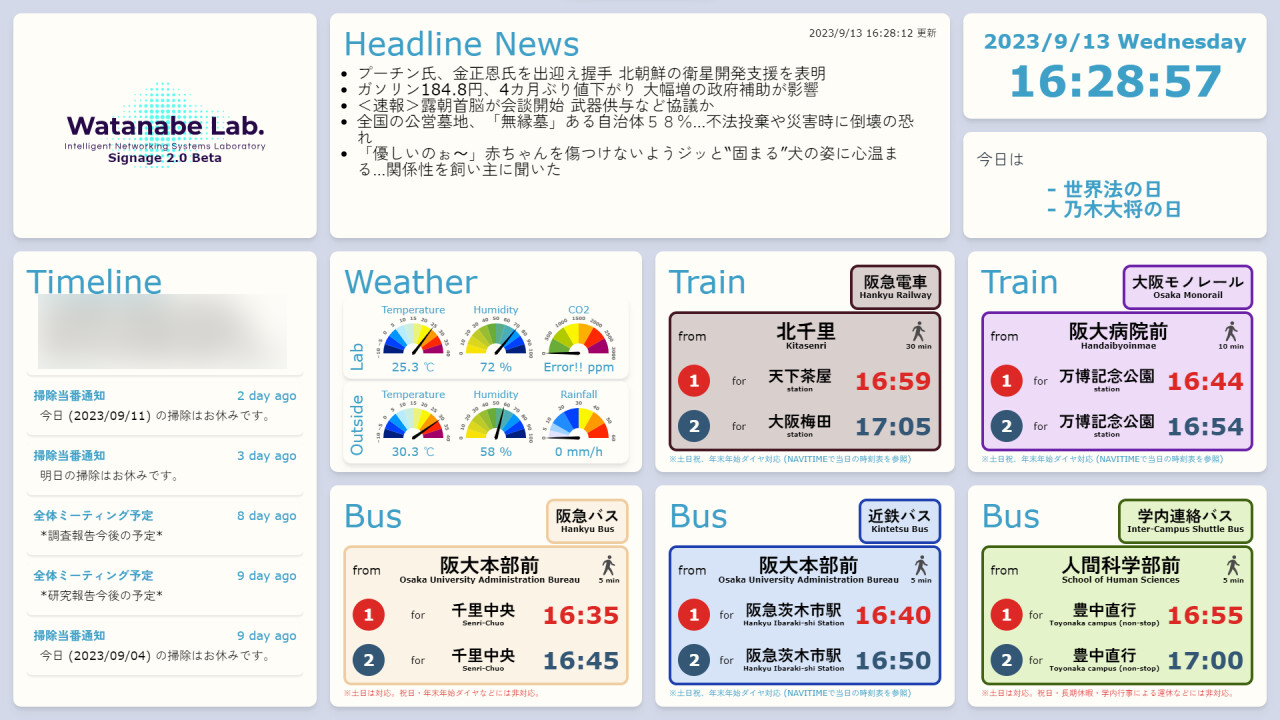 Watanabe Lab.
Intelligent Networking Systems Laboratory
Signage 2.0 Beta
Headline News
2023/9/13 16:28:12 更新
プーチン氏、金正恩氏を出迎え握手 北朝鮮の衛星開発支援を表明
ガソリン184.8円、4カ月ぶり値下がり 大幅増の政府補助が影響
＜速報＞露朝首脳が会談開始 武器供与など協議か
全国の公営墓地、「無縁墓」ある自治体５８％…不法投棄や災害時に倒壊の恐
れ
「優しいのぉ〜」赤ちゃんを傷つけないようジッと“固まる”犬の姿に心温ま
る…関係性を飼い主に聞いた
2023/9/13 Wednesday
16:28:57
今日は
- 世界法の日
- 乃木大将の日
Timeline
掃除当番通知 2 day ago
今日 (2023/09/11) の掃除はお休みです。
掃除当番通知 3 day ago
明日の掃除はお休みです。
全体ミーティング予定 8 day ago
*調査報告今後の予定*
全体ミーティング予定 9 day ago
*研究報告今後の予定*
掃除当番通知 9 day ago
今日 (2023/09/04) の掃除はお休みです。
Weather
Lab
Temperature Humidity CO2
25.3 ℃ 72 % Error!! ppm
Outside
Temperature Humidity Rainfall
30.3 ℃ 58 % 0 mm/h
Train
阪急電車
Hankyu Railway
from 北千里
Kitasenri 30 min
1 for 天下茶屋 16:59
station
2 for 大阪梅田 17:05
station
※土日祝、年末年始ダイヤ対応 (NAVITIMEで当日の時刻表を参照)
Train
大阪モノレール
Osaka Monorail
from 阪大病院前
Handaibyoinmae 10 min
1 for 万博記念公園 16:44
station
2 for 万博記念公園 16:54
station
※土日祝、年末年始ダイヤ対応 (NAVITIMEで当日の時刻表を参照)
Bus
阪急バス
Hankyu Bus
from 阪大本部前
Osaka University Administration Bureau 5 min
1 for 千里中央 16:35
Senri-Chuo
2 for 千里中央 16:45
Senri-Chuo
※土日は対応。祝日・年末年始ダイヤなどには非対応。
Bus
近鉄バス
Kintetsu Bus
from 阪大本部前
Osaka University Administration Bureau 5 min
1 for 阪急茨木市駅 16:40
Hankyu Ibaraki-shi Station
2 for 阪急茨木市駅 16:50
Hankyu Ibaraki-shi Station
※土日祝、年末年始ダイヤ対応 (NAVITIMEで当日の時刻表を参照)
Bus
学内連絡バス
Inter-Campus Shuttle Bus
from 人間科学部前
School of Human Sciences 5 min
1 for 豊中直行 16:55
Toyonaka campus (non-stop)
2 for 豊中直行 17:00
Toyonaka campus (non-stop)
※土日は対応。祝日・長期休暇・学内行事による運休などには非対応。